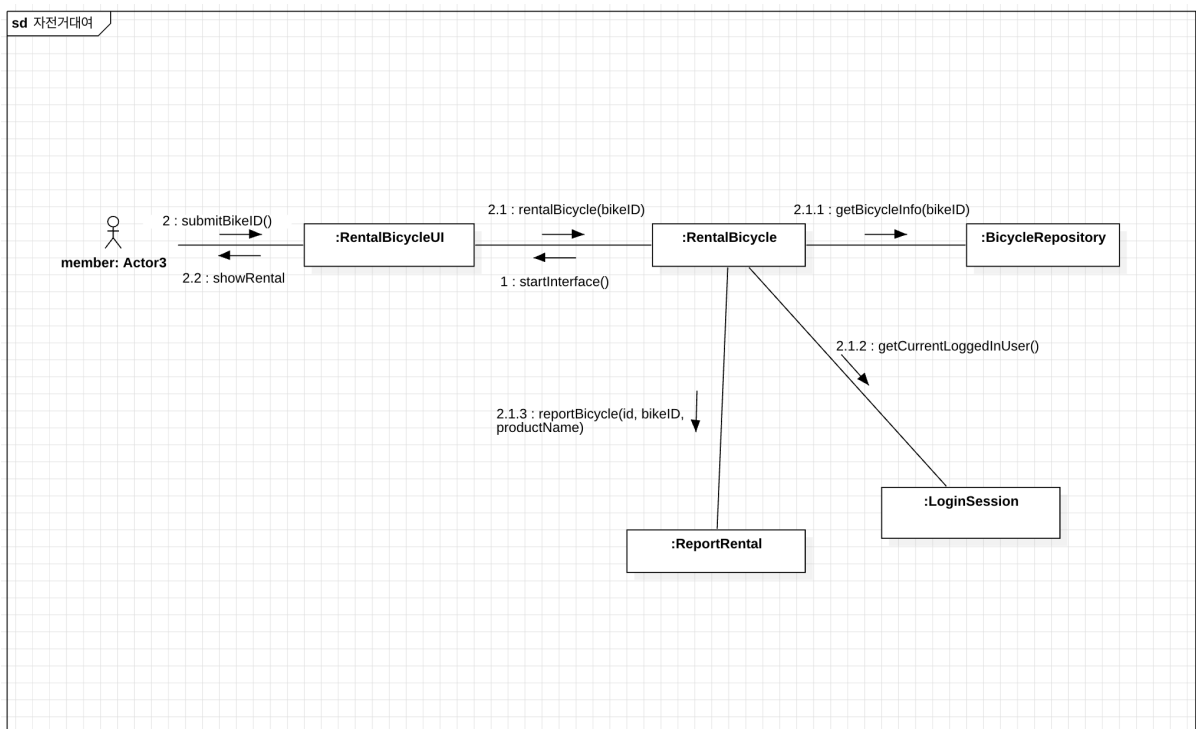 sd 자전거대여
2 : submitBikeID()
2.1 : rentalBicycle(bikeID)
2.1.1 : getBicycleInfo(bikeID)
:RentalBicycleUI
:RentalBicycle
:BicycleRepository
member: Actor3
2.2 : showRental
1 : startInterface()
2.1.2 : getCurrentLoggedInUser()
2.1.3 : reportBicycle(id, bikeID,
productName)
:LoginSession
:ReportRental